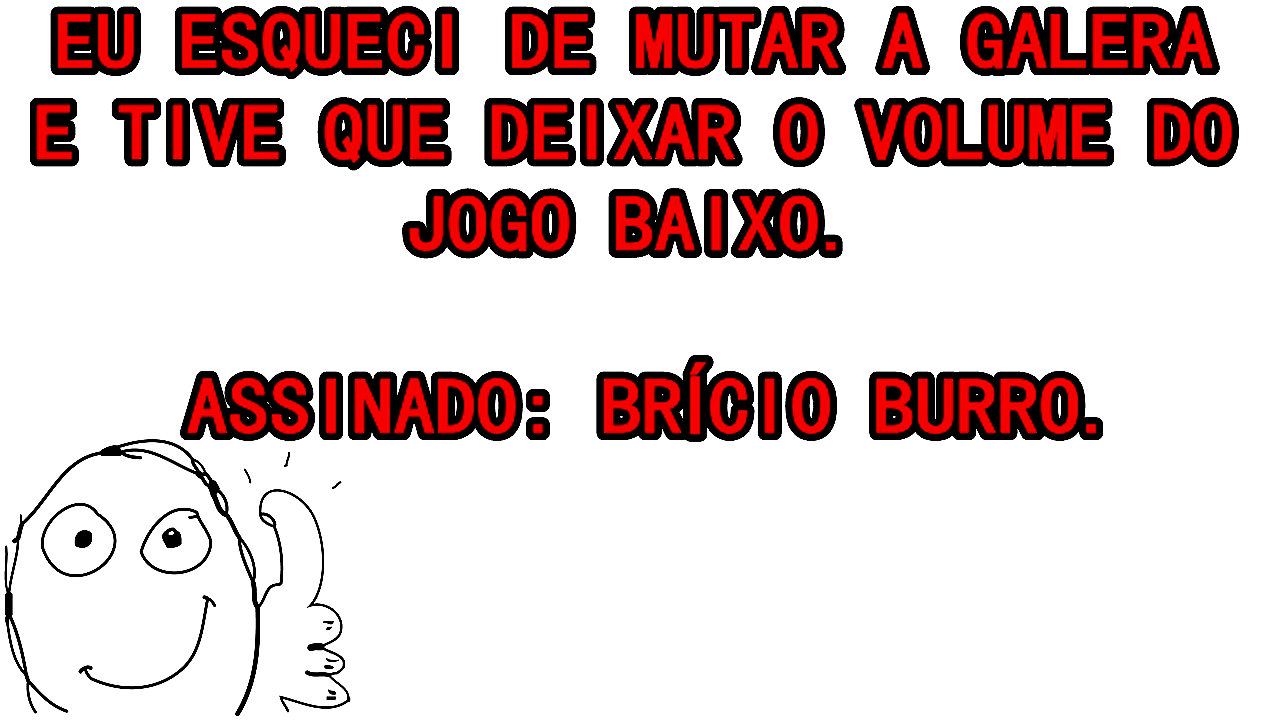 EU ESQUECI DE MUTAR A GALERA
E TIVE QUE DEIXAR O VOLUME DO
JOGO BAIXO.
ASSINADO: BRÍCIO BURRO.